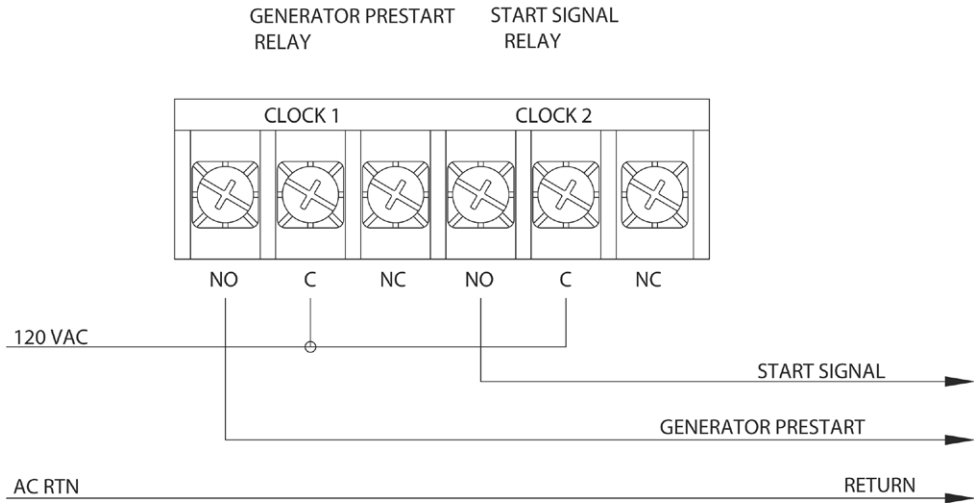 GENERATOR PRESTART START SIGNAL
RELAY RELAY
CLOCK 1 CLOCK 2
NO C NC NO C NC
120 VAC
START SIGNAL
GENERATOR PRESTART
AC RTN RETURN